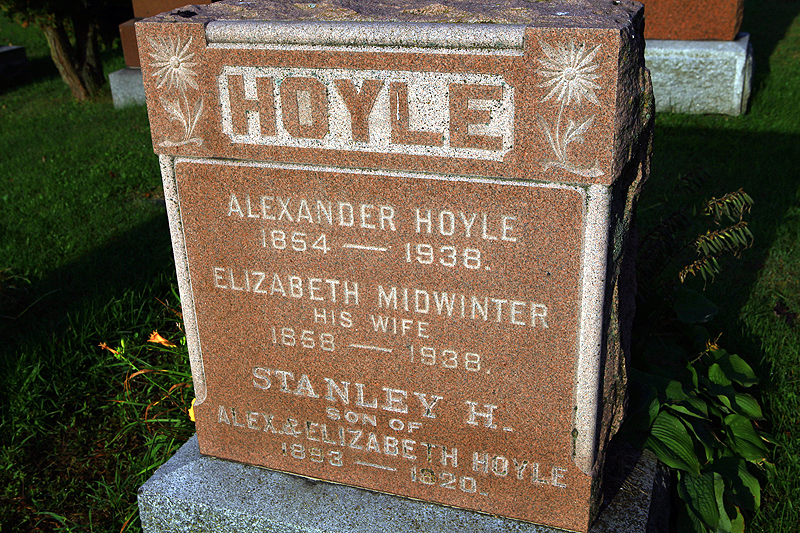 HOYLE
ALEXANDER HOYLE
1854 — 1938.
ELIZABETH MIDWINTER
HIS WIFE
1858 — 1938.
STANLEY H.
SON OF
ALEX.& ELIZABETH HOYLE
1893 — 1920.